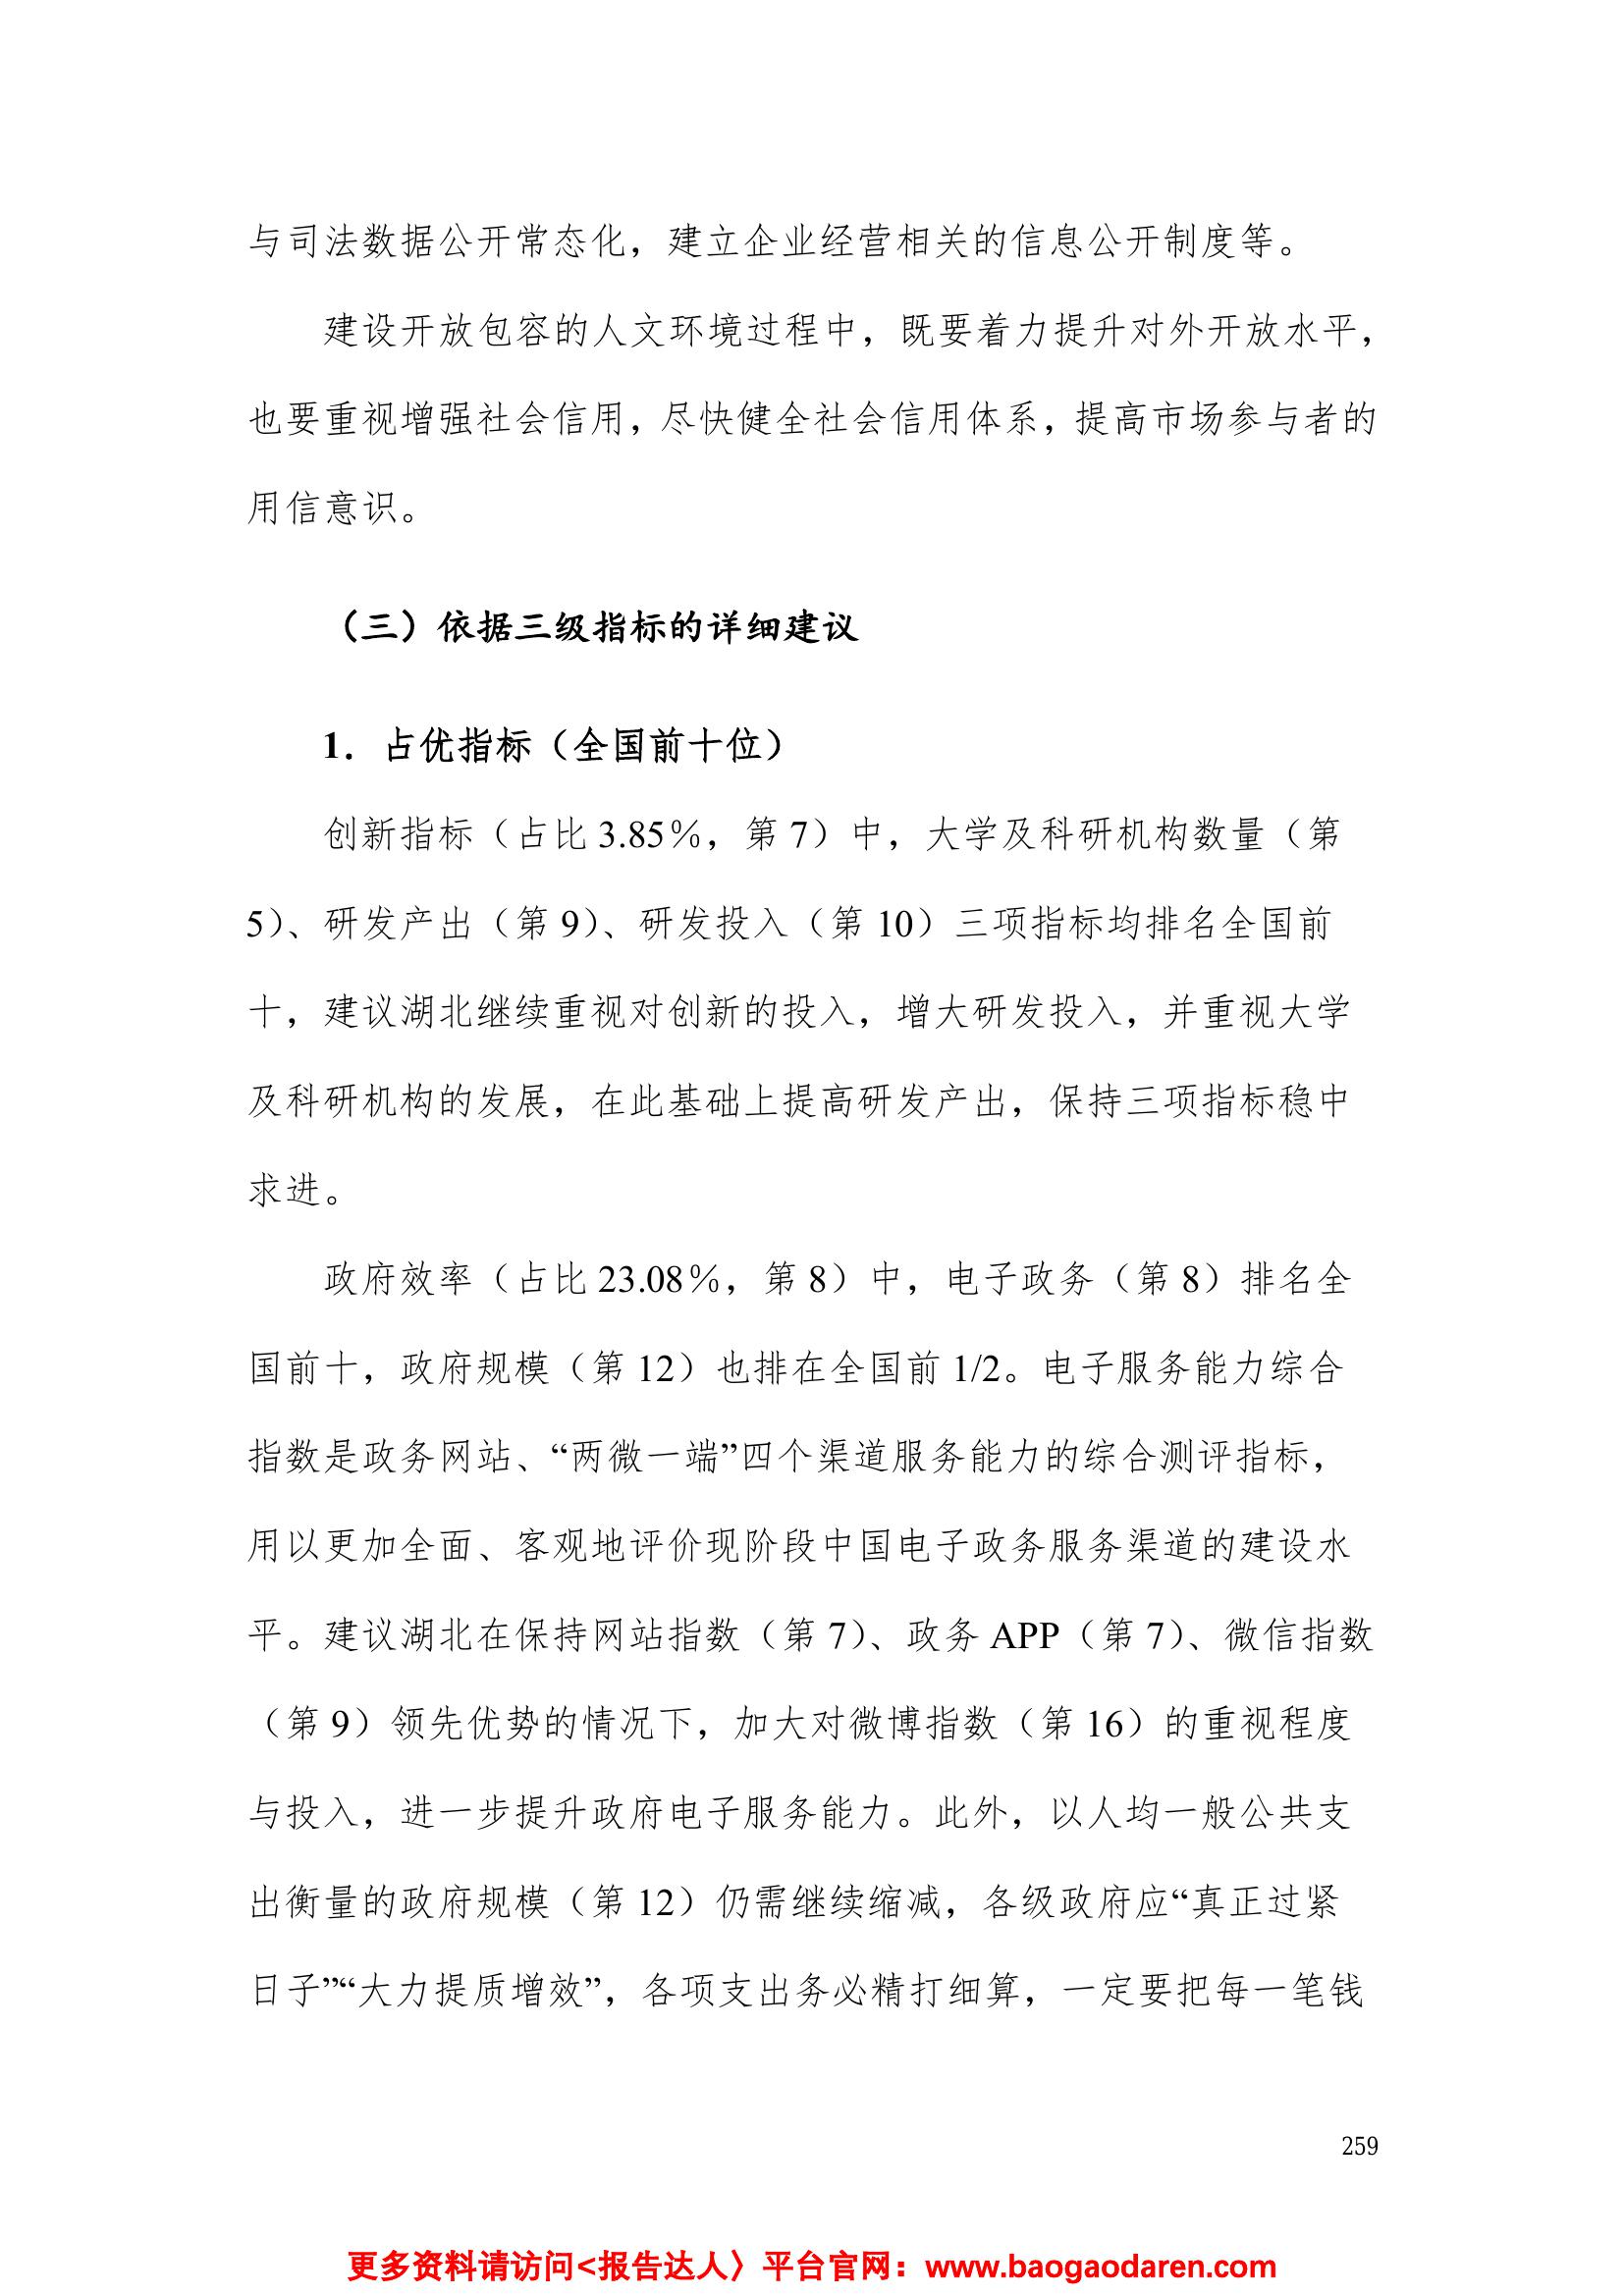 与司法数据公开常态化，建立企业经营相关的信息公开制度等。
建设开放包容的人文环境过程中，既要着力提升对外开放水平，
也要重视增强社会信用，尽快健全社会信用体系，提高市场参与者的
用信意识。
（三）依据三级指标的详细建议
1．占优指标（全国前十位）
创新指标（占比 3.85％，第 7）中，大学及科研机构数量（第
5）、研发产出（第 9）、研发投入（第 10）三项指标均排名全国前
十，建议湖北继续重视对创新的投入，增大研发投入，并重视大学
及科研机构的发展，在此基础上提高研发产出，保持三项指标稳中
求进。
政府效率（占比 23.08％，第 8）中，电子政务（第 8）排名全
国前十，政府规模（第 12）也排在全国前 1/2。电子服务能力综合
指数是政务网站、“两微一端”四个渠道服务能力的综合测评指标，
用以更加全面、客观地评价现阶段中国电子政务服务渠道的建设水
平。建议湖北在保持网站指数（第 7）、政务 APP（第 7）、微信指数
（第 9）领先优势的情况下，加大对微博指数（第 16）的重视程度
与投入，进一步提升政府电子服务能力。此外，以人均一般公共支
出衡量的政府规模（第 12）仍需继续缩减，各级政府应“真正过紧
日子”“大力提质增效”，各项支出务必精打细算，一定要把每一笔钱
259
更多资料请访问<报告达人〉平台官网：www.baogaodaren.com